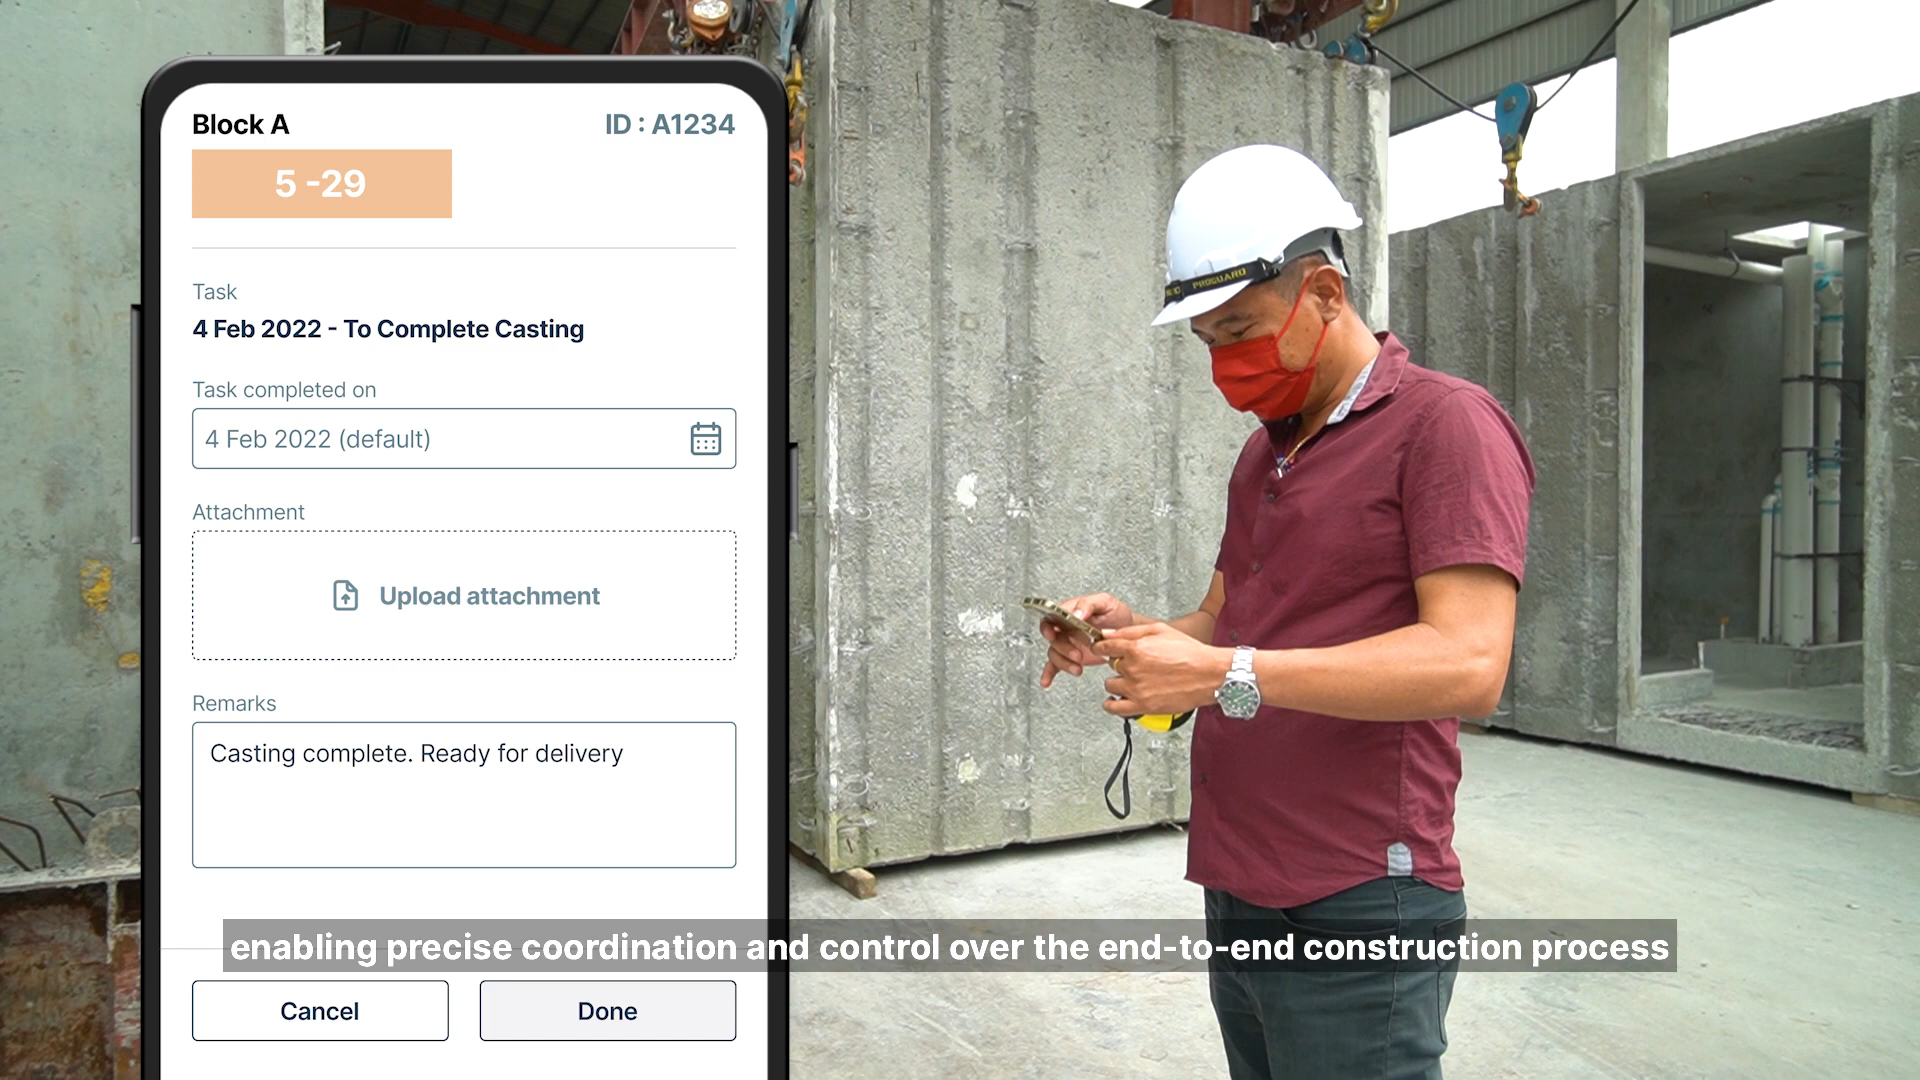 Block A
ID : A1234
5 -29
Task
4 Feb 2022 - To Complete Casting
Task completed on
4 Feb 2022 (default)
Attachment
Upload attachment
Remarks
Casting complete. Ready for delivery
enabling precise coordination and control over the end-to-end construction process
Cancel
Done
PROGUARD